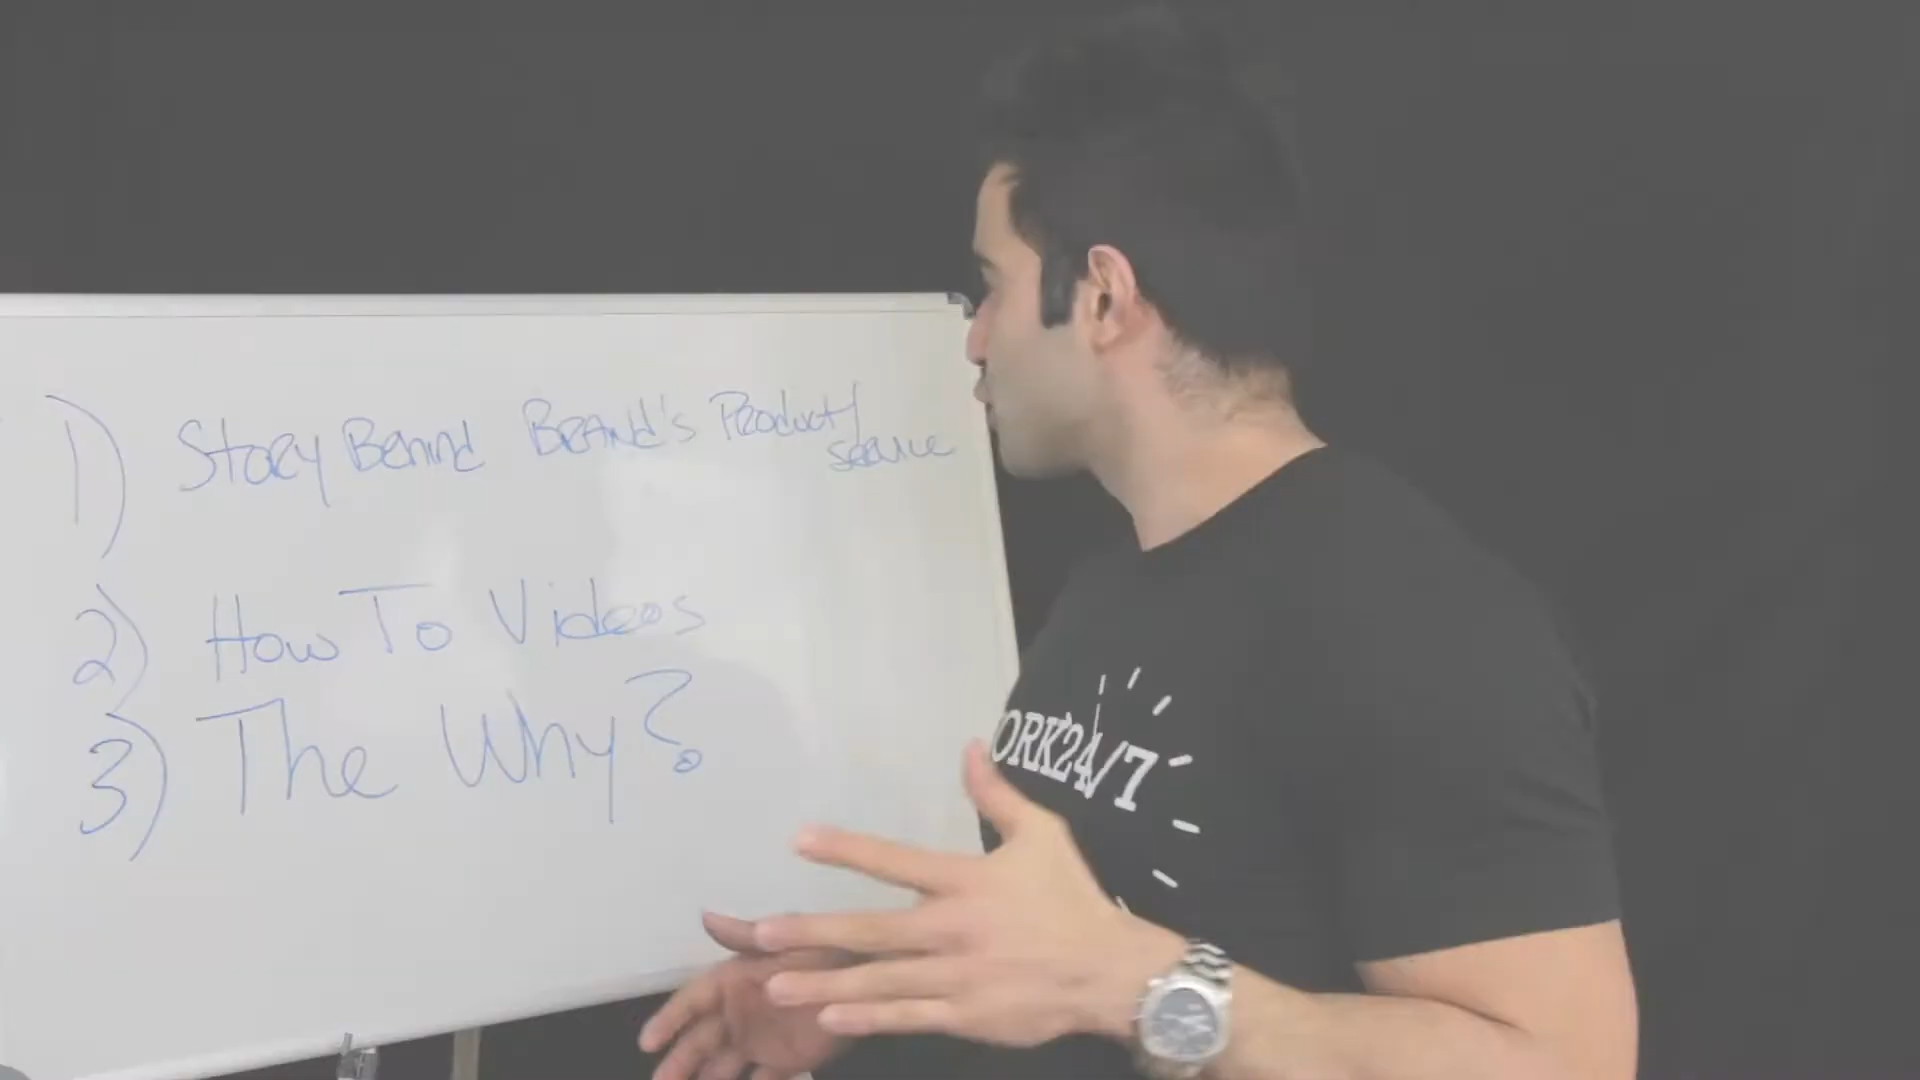 1) Story Behind Brand's Product/
Service
2) How To Videos
3) The Why?
ORK24/7